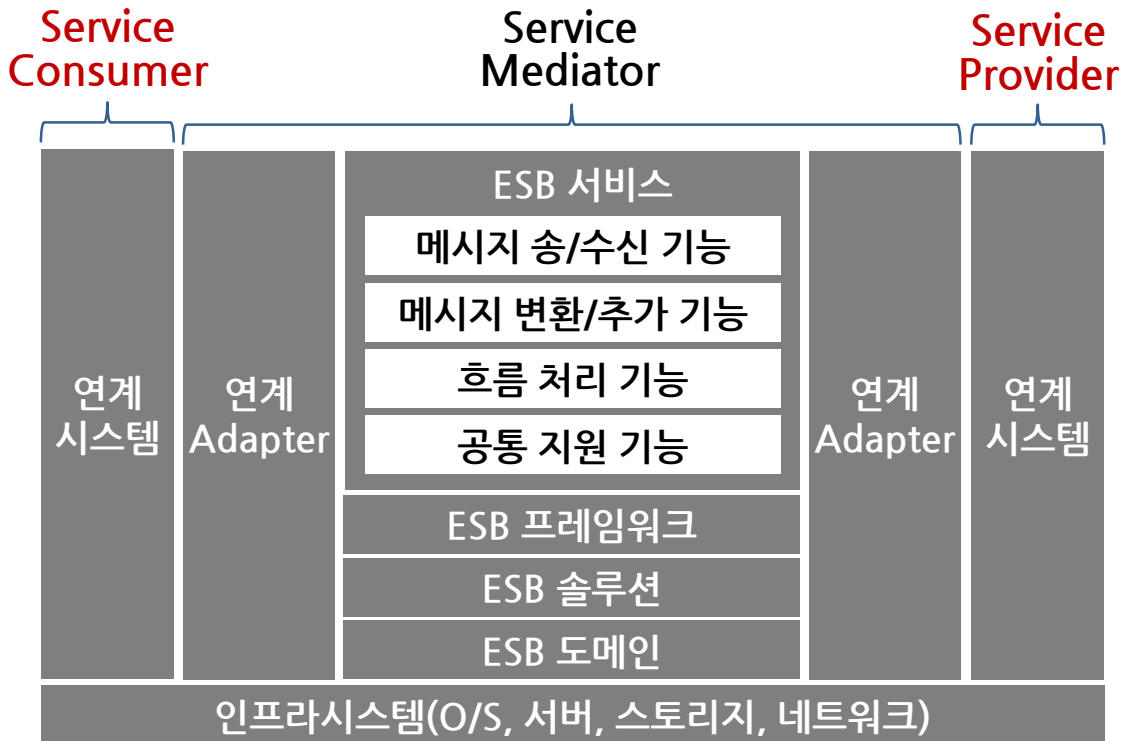 Service
Consumer
Service
Mediator
Service
Provider
연계
시스템
연계
Adapter
ESB 서비스
메시지 송/수신 기능
메시지 변환/추가 기능
흐름 처리 기능
공통 지원 기능
ESB 프레임워크
ESB 솔루션
ESB 도메인
연계
Adapter
연계
시스템
인프라시스템(O/S, 서버, 스토리지, 네트워크)